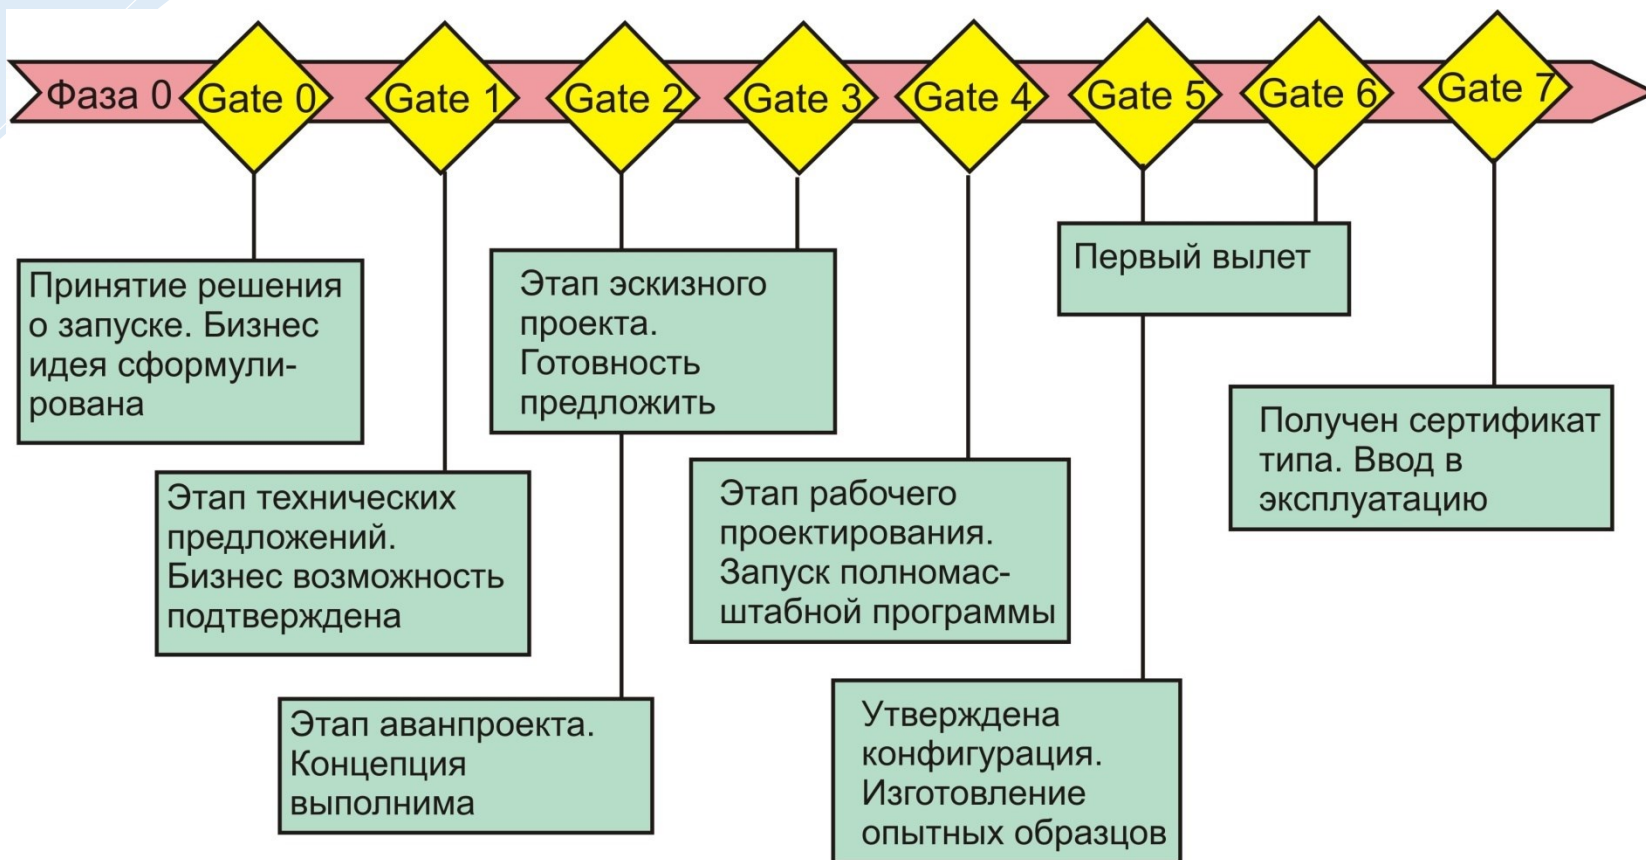 Фаза 0
Gate 0
Gate 1
Gate 2
Gate 3
Gate 4
Gate 5
Gate 6
Gate 7
Принятие решения
о запуске. Бизнес
идея сформули-
рована
Этап технических
предложений.
Бизнес возможность
подтверждена
Этап аванпроекта.
Концепция
выполнима
Этап эскизного
проекта.
Готовность
предложить
Этап рабочего
проектирования.
Запуск полномас-
штабной программы
Утверждена
конфигурация.
Изготовление
опытных образцов
Первый вылет
Получен сертификат
типа. Ввод в
эксплуатацию